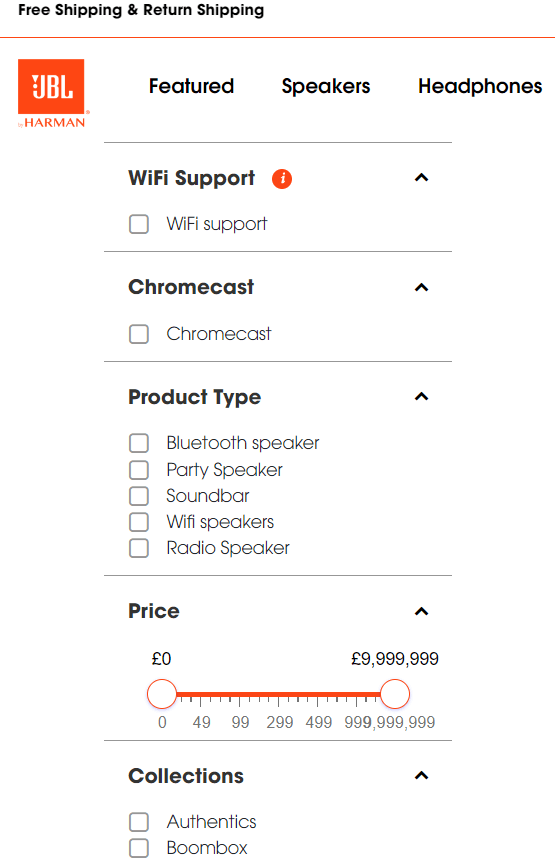 Free Shipping & Return Shipping
JBL
by HARMAN
Featured Speakers Headphones
WiFi Support i
WiFi support
Chromecast
Chromecast
Product Type
Bluetooth speaker
Party Speaker
Soundbar
Wifi speakers
Radio Speaker
Price
£0 £9,999,999
0 49 99 299 499 999 9,999,999
Collections
Authentics
Boombox